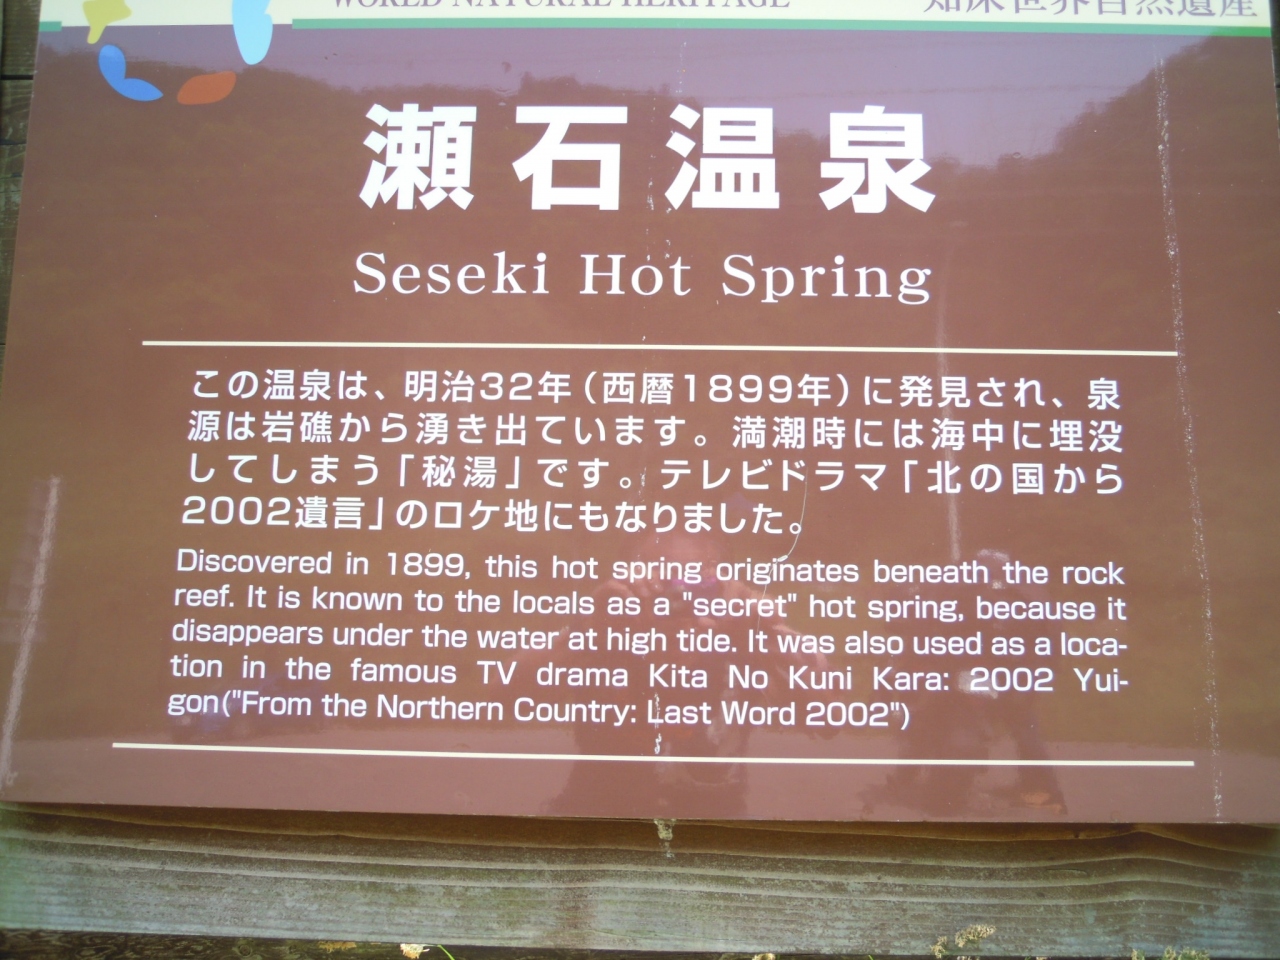 WORLD NATURAL HERITAGE
知床世界自然遺産
瀬石温泉
Seseki Hot Spring
この温泉は、明治32年（西暦1899年）に発見され、泉
源は岩礁から湧き出ています。満潮時には海中に埋没
してしまう「秘湯」です。テレビドラマ「北の国から
2002遺言」のロケ地にもなりました。
Discovered in 1899, this hot spring originates beneath the rock
reef. It is known to the locals as a "secret" hot spring, because it
disappears under the water at high tide. It was also used as a loca-
tion in the famous TV drama Kita No Kuni Kara: 2002 Yui-
gon("From the Northern Country: Last Word 2002")